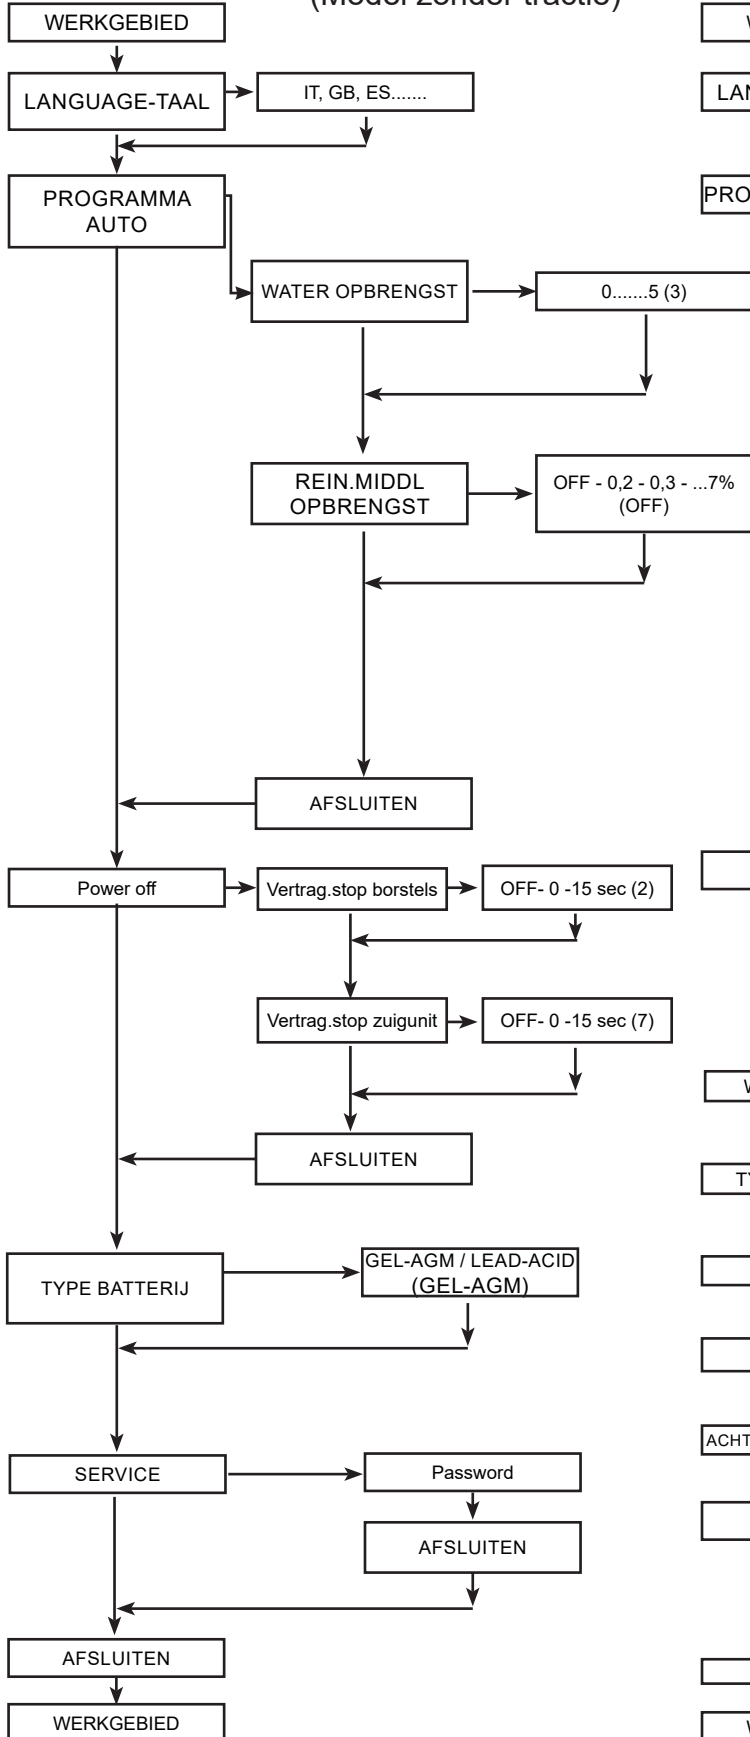 (Model zonder tractie)
WERKGEBIED
LANGUAGE-TAAL
IT, GB, ES.......
PROGRAMMA
AUTO
WATER OPBRENGST
0.......5 (3)
REIN.MIDDL
OPBRENGST
OFF - 0,2 - 0,3 - ...7%
(OFF)
AFSLUITEN
Power off
Vertrag.stop borstels
OFF- 0 -15 sec (2)
Vertrag.stop zuigunit
OFF- 0 -15 sec (7)
AFSLUITEN
TYPE BATTERIJ
GEL-AGM / LEAD-ACID
(GEL-AGM)
SERVICE
Password
AFSLUITEN
AFSLUITEN
WERKGEBIED